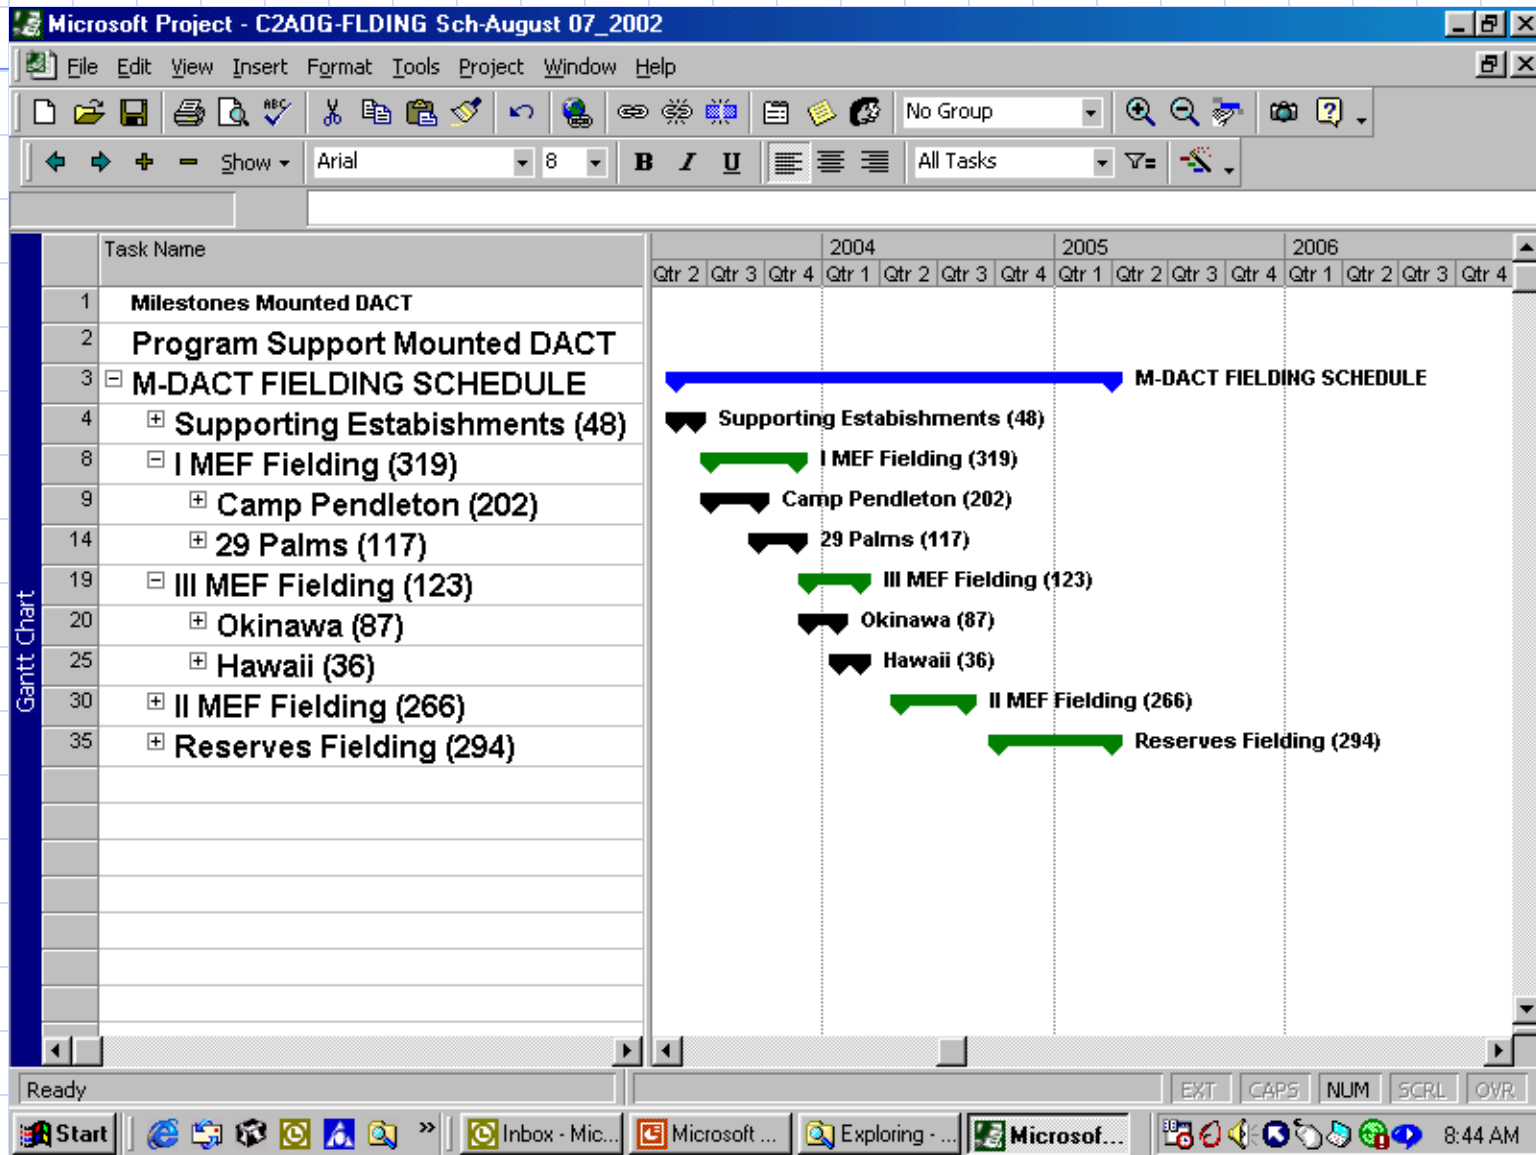 Microsoft Project - C2AOG-FLDING Sch-August 07_2002
File Edit View Insert Format Tools Project Window Help
ABC No Group
Show Arial 8 B I U All Tasks
Task Name
2004 2005 2006
Qtr 2 Qtr 3 Qtr 4 Qtr 1 Qtr 2 Qtr 3 Qtr 4 Qtr 1 Qtr 2 Qtr 3 Qtr 4 Qtr 1 Qtr 2 Qtr 3 Qtr 4
1 Milestones Mounted DACT
2 Program Support Mounted DACT
3 M-DACT FIELDING SCHEDULE M-DACT FIELDING SCHEDULE
4 Supporting Estabishments (48) Supporting Estabishments (48)
8 I MEF Fielding (319) I MEF Fielding (319)
9 Camp Pendleton (202) Camp Pendleton (202)
14 29 Palms (117) 29 Palms (117)
19 III MEF Fielding (123) III MEF Fielding (123)
20 Okinawa (87) Okinawa (87)
25 Hawaii (36) Hawaii (36)
30 II MEF Fielding (266) II MEF Fielding (266)
35 Reserves Fielding (294) Reserves Fielding (294)
Gantt Chart
Ready EXT CAPS NUM SCRL OVR
Start » Inbox - Mic... Microsoft ... Exploring - ... Microsof... 8:44 AM